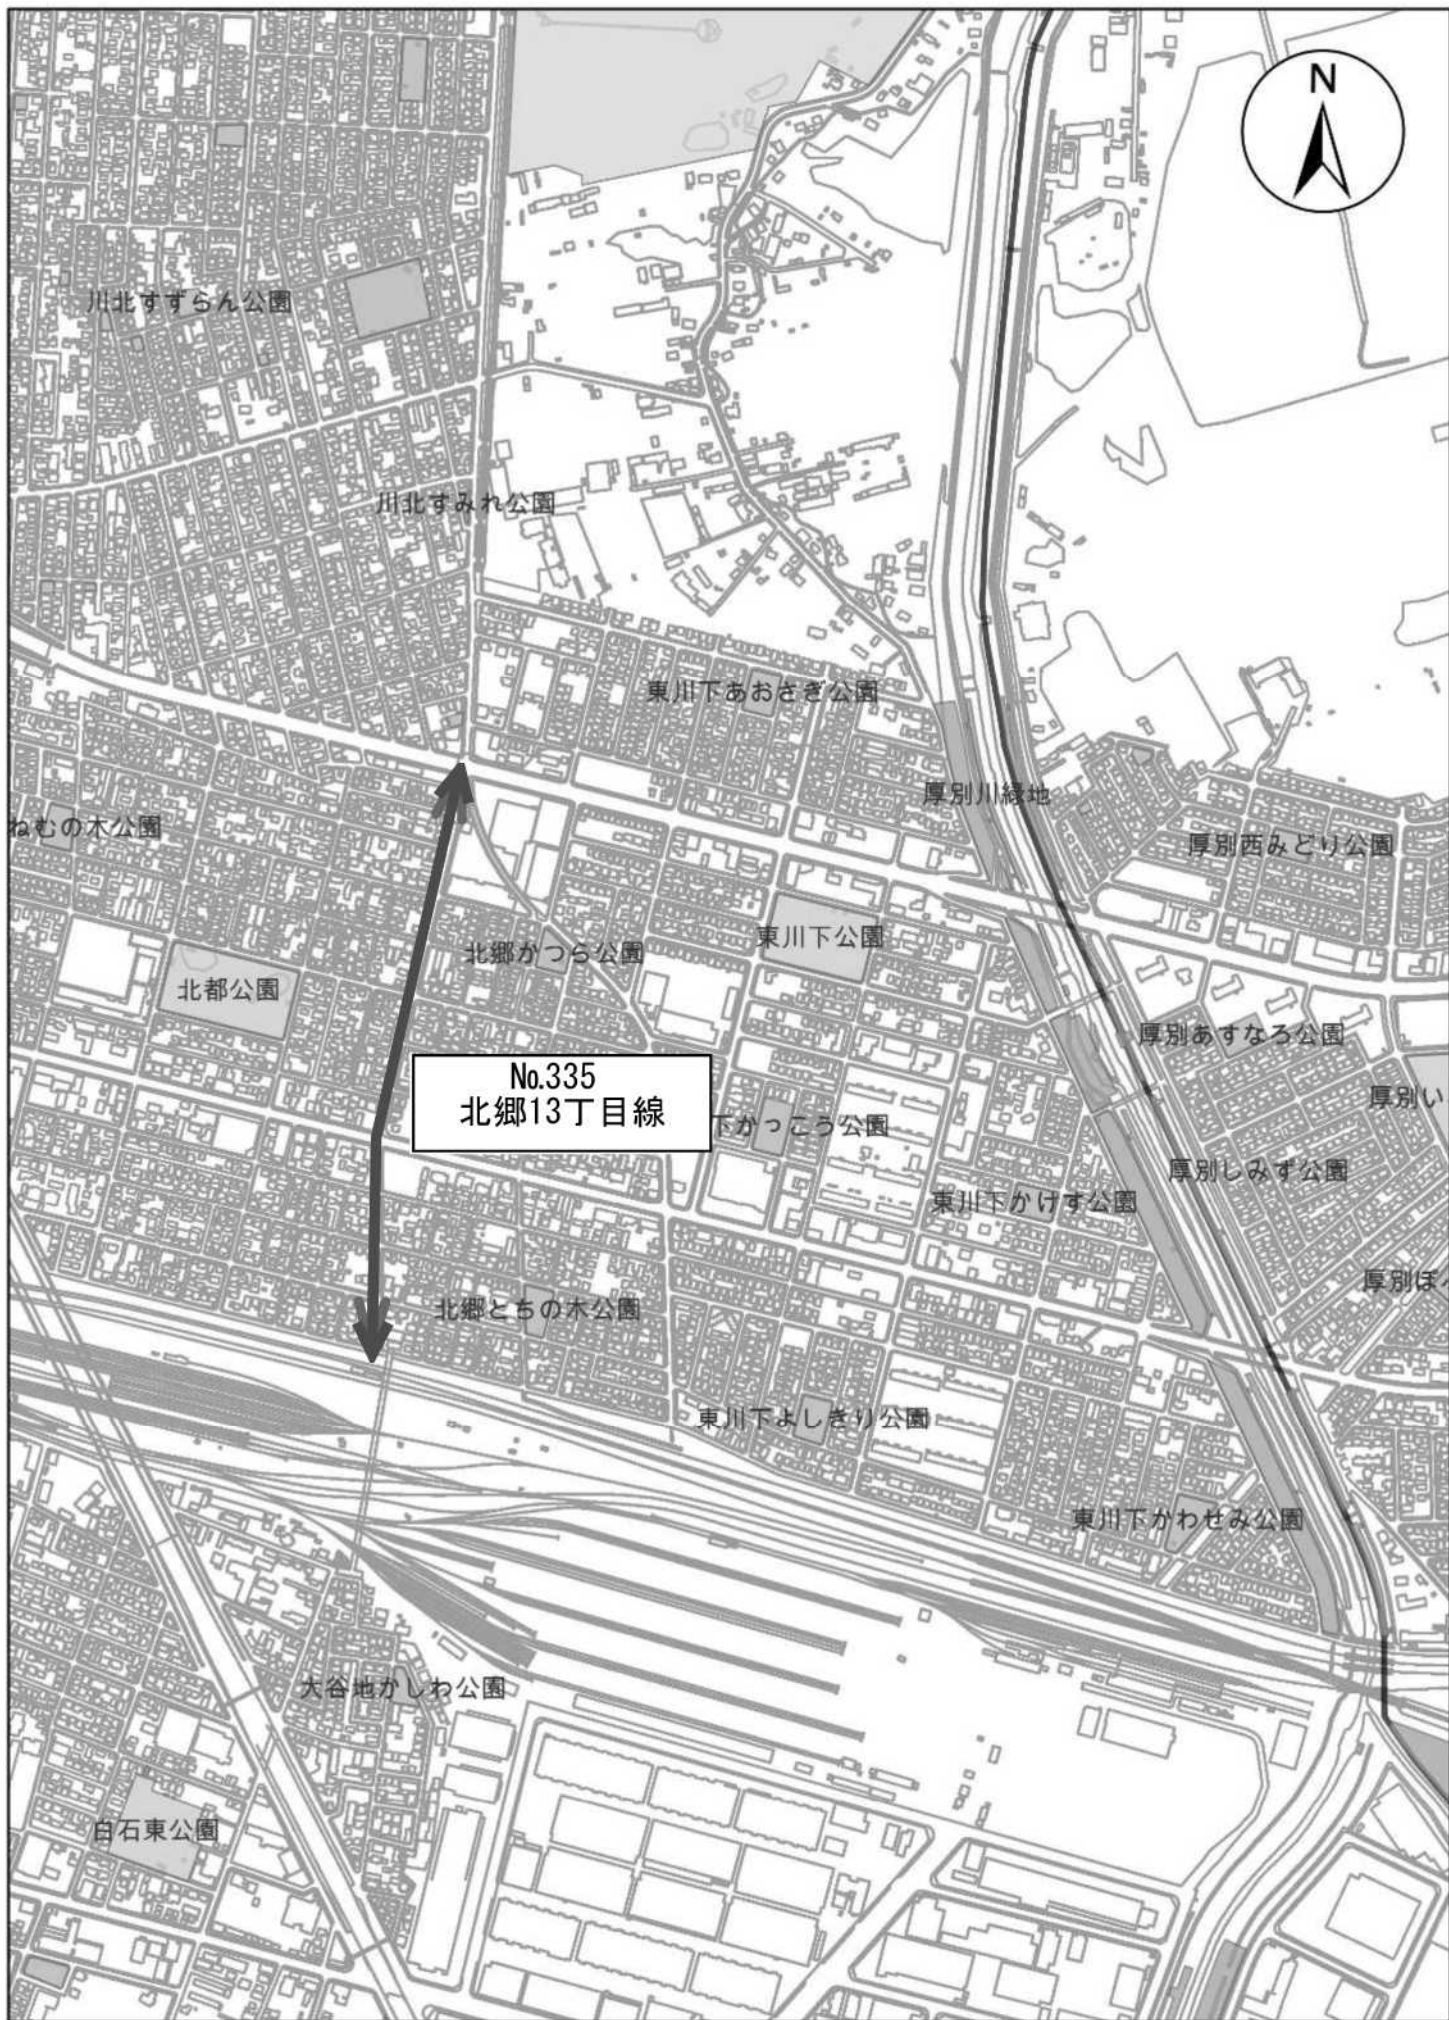 N
川北すずらん公園
川北すみれ公園
東川下あおさぎ公園
厚別川緑地
ねむの木公園
厚別西みどり公園
北郷かつら公園
東川下公園
北都公園
厚別あすなろ公園
No.335
北郷13丁目線
厚別い
下かっこう公園
厚別しみず公園
東川下かけす公園
厚別ぽ
北郷とちの木公園
東川下よしきり公園
東川下かわせみ公園
大谷地かしわ公園
白石東公園